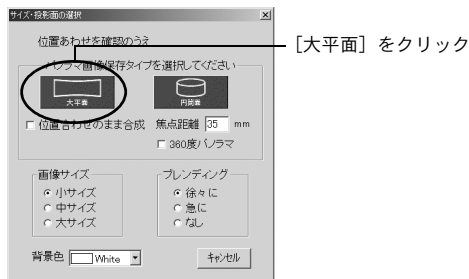 サイズ・投影面の選択
位置あわせを確認のうえ
パノラマ画像保存タイプを選択してください
大平面
円筒面
位置合わせのまま合成
焦点距離 35 mm
360度パノラマ
画像サイズ
小サイズ
中サイズ
大サイズ
ブレンディング
徐々に
急に
なし
背景色 White
キャンセル
[大平面]をクリック